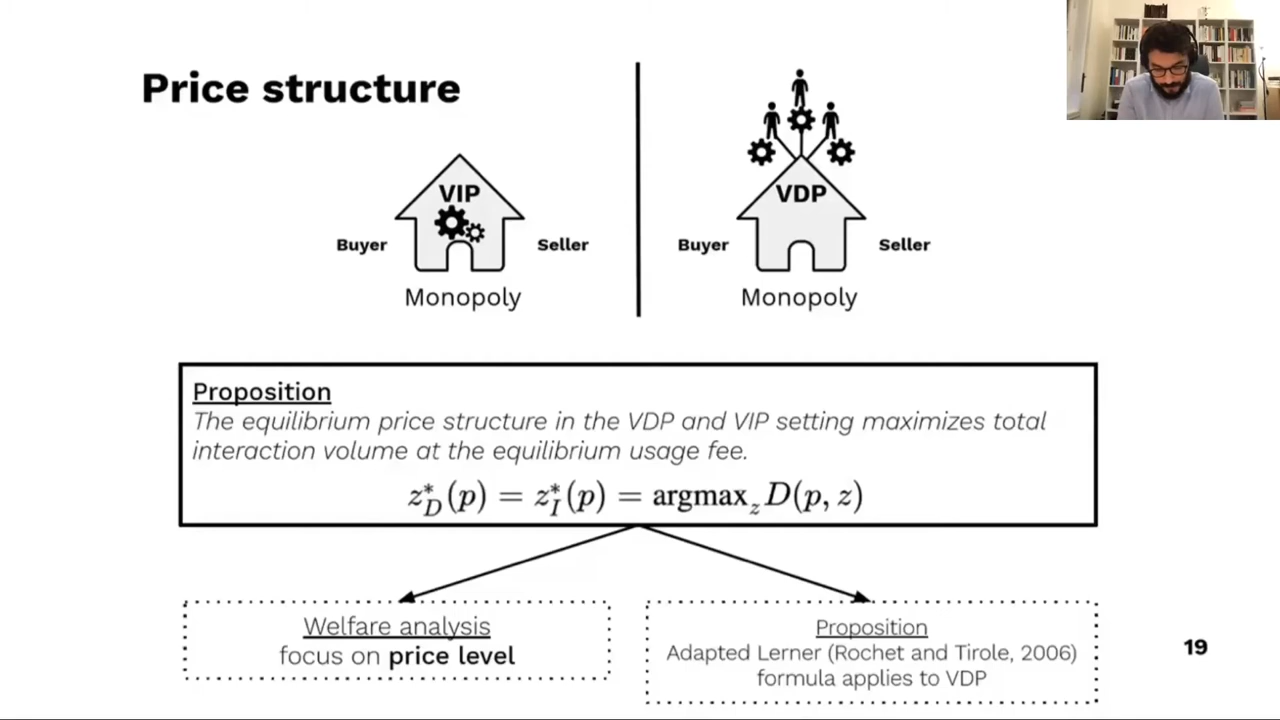 Price structure
VIP
Buyer
Seller
Monopoly
VDP
Buyer
Seller
Monopoly
Proposition
The equilibrium price structure in the VDP and VIP setting maximizes total
interaction volume at the equilibrium usage fee.
z*_D(p) = z*_I(p) = argmax_z D(p, z)
Welfare analysis
focus on price level
Proposition
Adapted Lerner (Rochet and Tirole, 2006)
formula applies to VDP
19